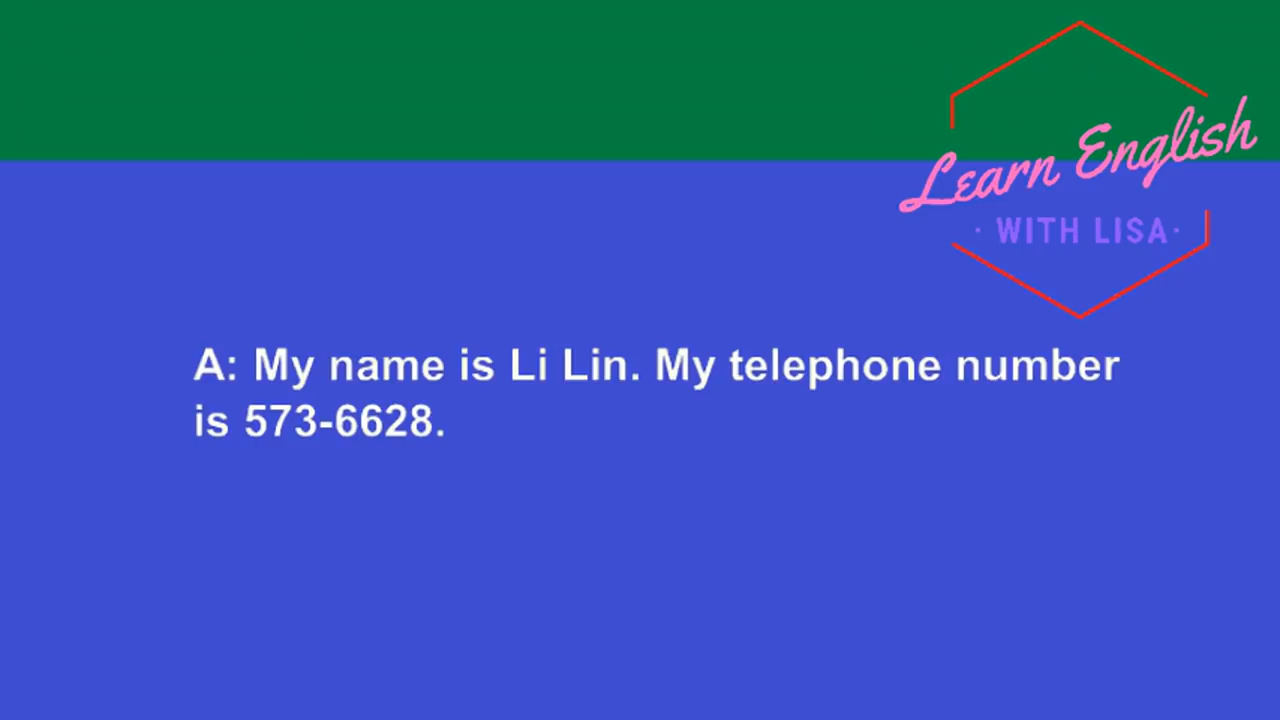 Learn English
· WITH LISA·
A: My name is Li Lin. My telephone number
is 573-6628.